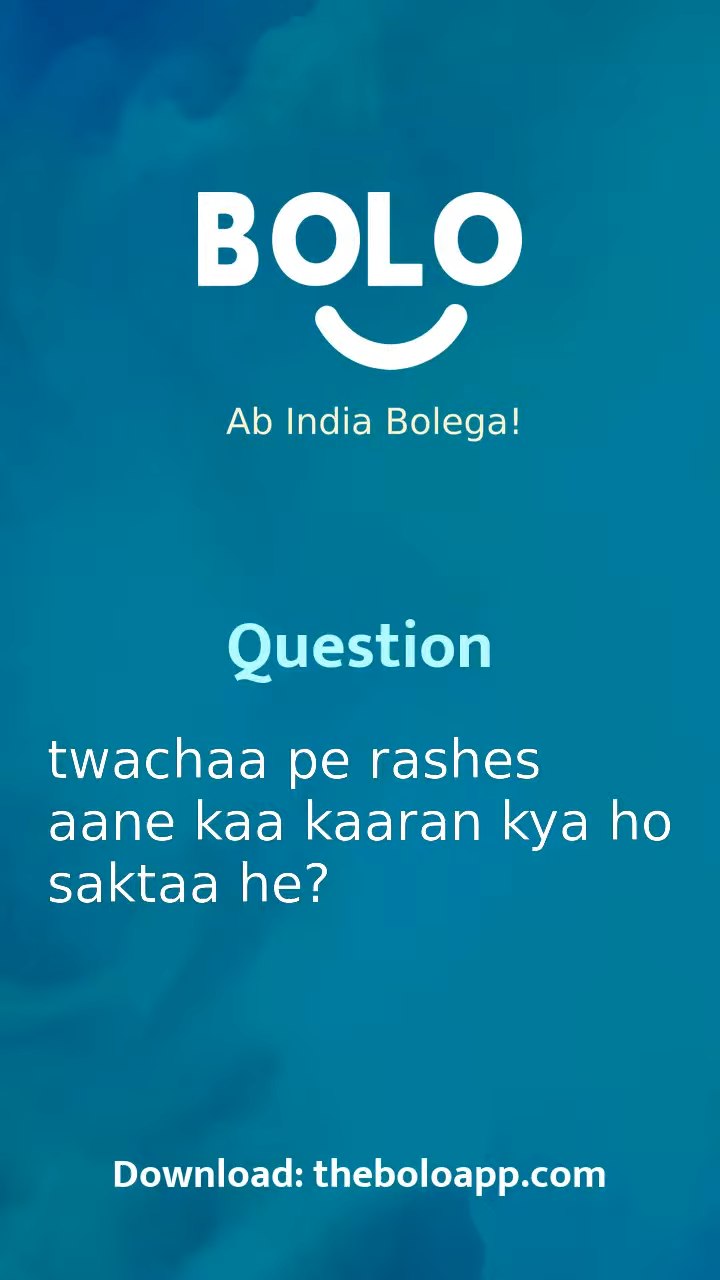 BOLO
Ab India Bolega!
Question
twachaa pe rashes
aane kaa kaaran kya ho
saktaa he?
Download: theboloapp.com